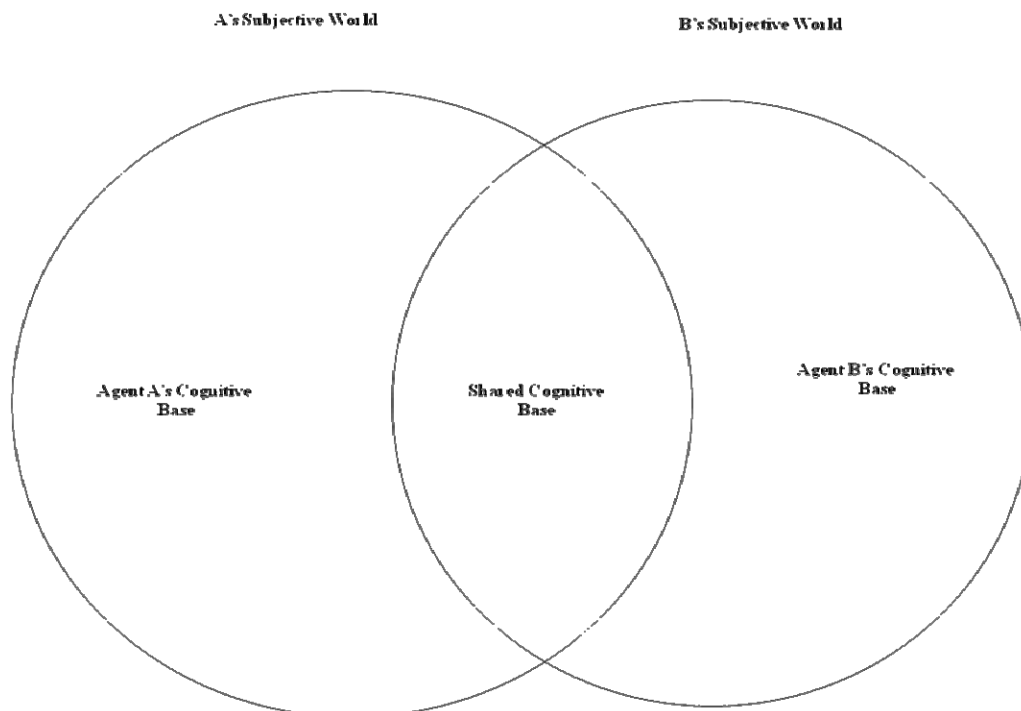 A's Subjective World
B's Subjective World
Agent A's Cognitive
Base
Shared Cognitive
Base
Agent B's Cognitive
Base